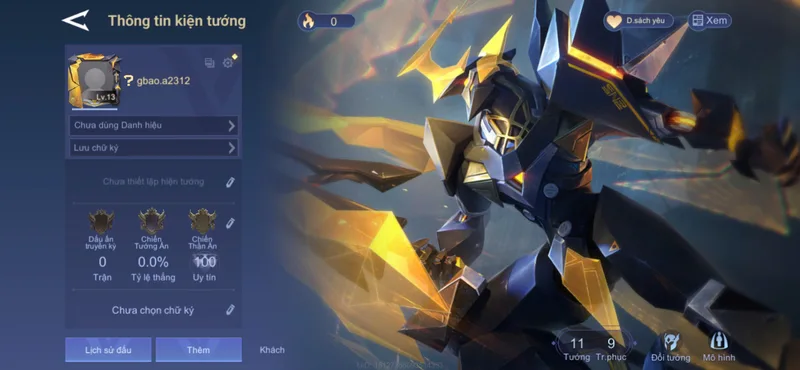 Thông tin kiện tướng
0
D.sách yêu
Xem
Lv.13
? gbao.a2312
Chưa dùng Danh hiệu
Lưu chữ ký
Chưa thiết lập hiện tướng
Dấu ấn truyền kỳ
Chiến Tướng Ấn
Chiến Thần Ấn
0
0.0%
100
Trận
Tỷ lệ thắng
Uy tín
Chưa chọn chữ ký
Lịch sử đấu
Thêm
Khách
11
9
Tướng
Tr.phục
Đổi tướng
Mô hình